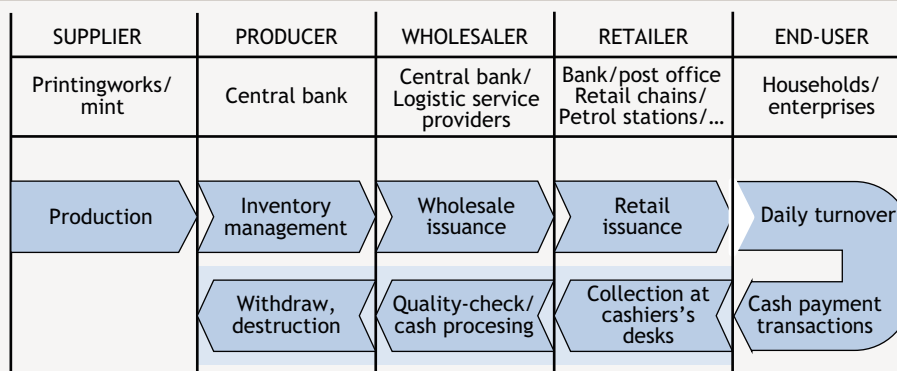 SUPPLIER
PRODUCER
WHOLESALER
RETAILER
END-USER
Printingworks/
mint
Central bank
Central bank/
Logistic service
providers
Bank/post office
Retail chains/
Petrol stations/...
Households/
enterprises
Production
Inventory
management
Wholesale
issuance
Retail
issuance
Daily turnover
Withdraw,
destruction
Quality-check/
cash procesing
Collection at
cashiers's
desks
Cash payment
transactions